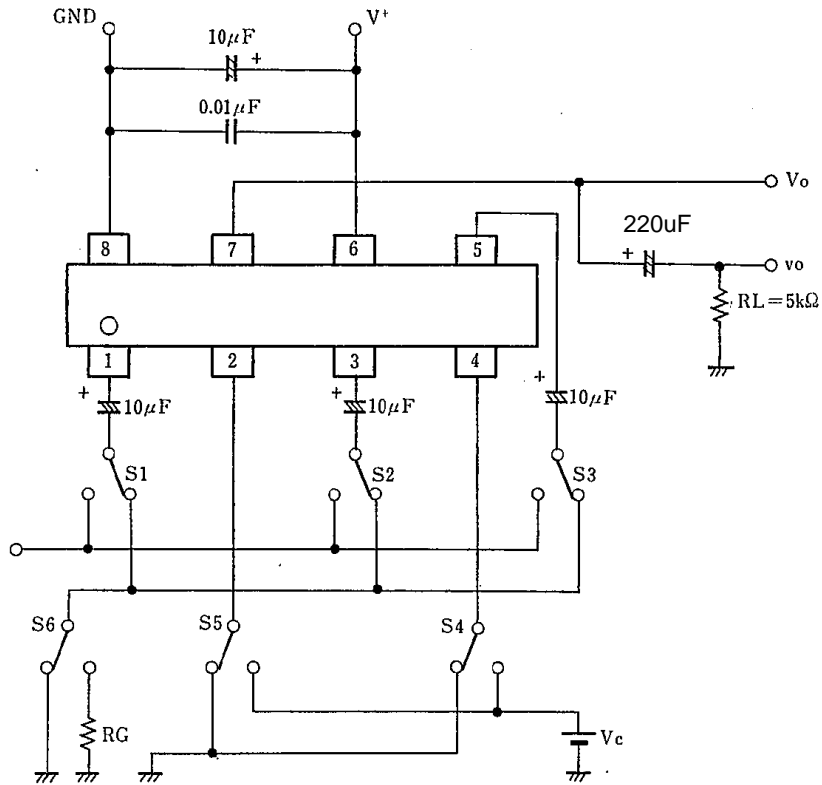 GND
V+
10μF
+
0.01μF
Vo
220uF
+
vo
RL=5kΩ
8
7
6
5
1
2
3
4
+
10μF
+
10μF
+
10μF
S1
S2
S3
S6
S5
S4
RG
Vc